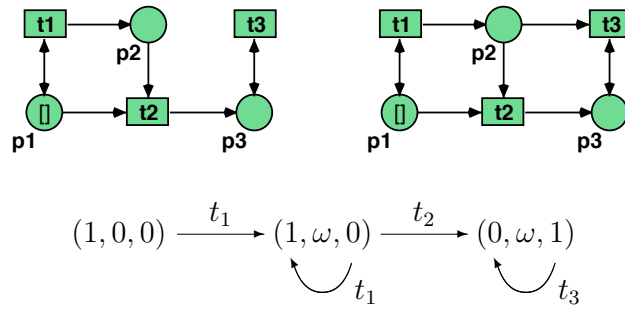 t1 t3 t1 t3
p2 p2
[] t2 [] t2
p1 p3 p1 p3
t₁ t₂
(1, 0, 0) (1, ω, 0) (0, ω, 1)
t₁ t₃